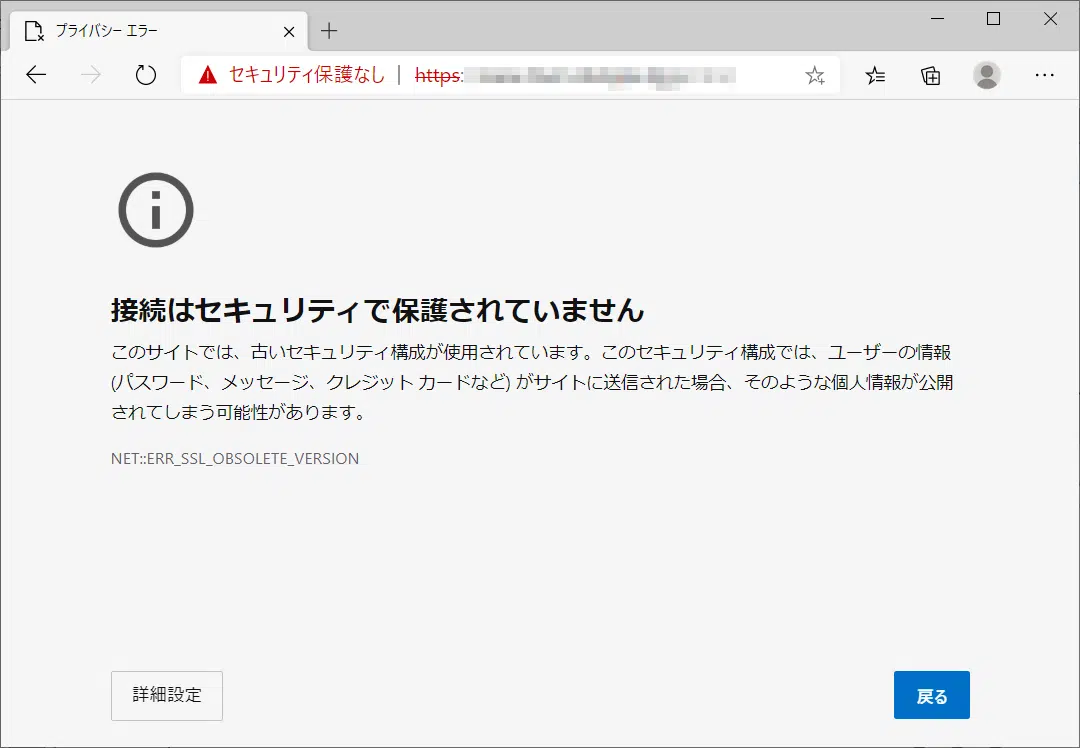 プライバシー エラー
セキュリティ保護なし | https:
接続はセキュリティで保護されていません
このサイトでは、古いセキュリティ構成が使用されています。このセキュリティ構成では、ユーザーの情報
(パスワード、メッセージ、クレジット カードなど) がサイトに送信された場合、そのような個人情報が公開
されてしまう可能性があります。
NET::ERR_SSL_OBSOLETE_VERSION
詳細設定
戻る